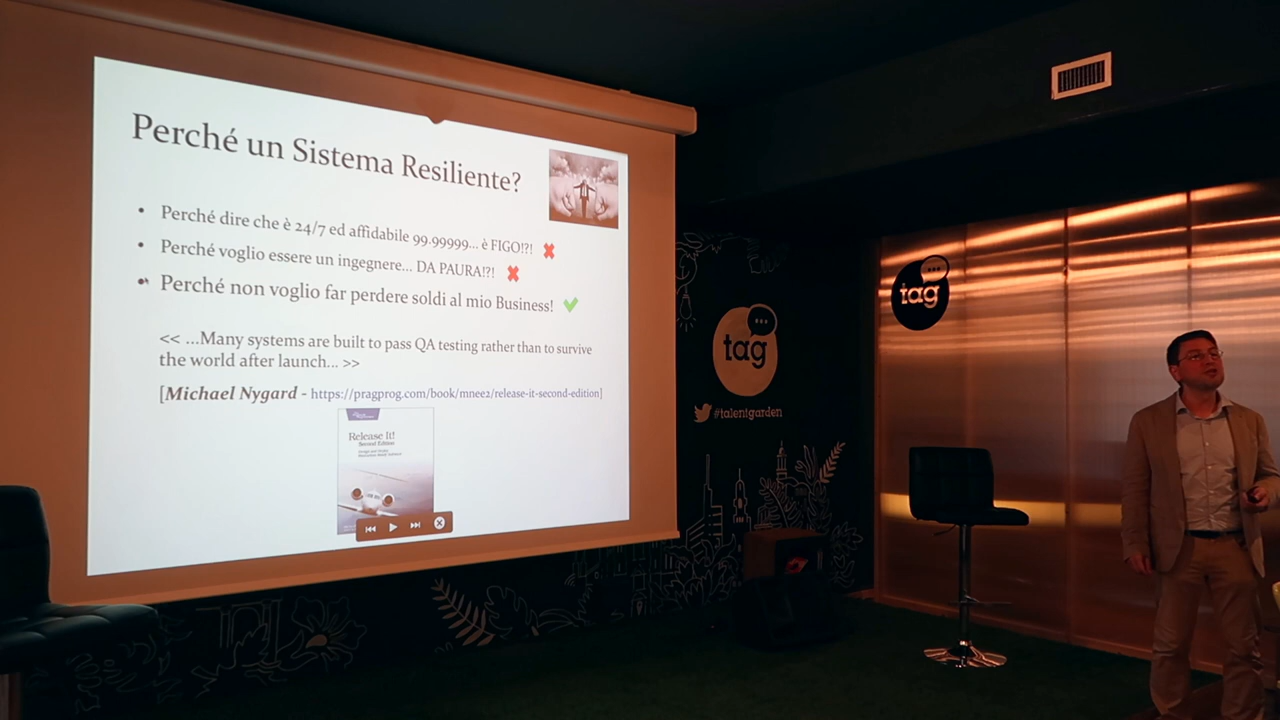 Perché un Sistema Resiliente?
• Perché dire che è 24/7 ed affidabile 99.99999... è FIGO!?!
• Perché voglio essere un ingegnere... DA PAURA!?!
• Perché non voglio far perdere soldi al mio Business!
<< ...Many systems are built to pass QA testing rather than to survive
the world after launch... >>
[Michael Nygard - https://pragprog.com/book/mnee2/release-it-second-edition]
Release It!
Second Edition
tag
#talentgarden
tag